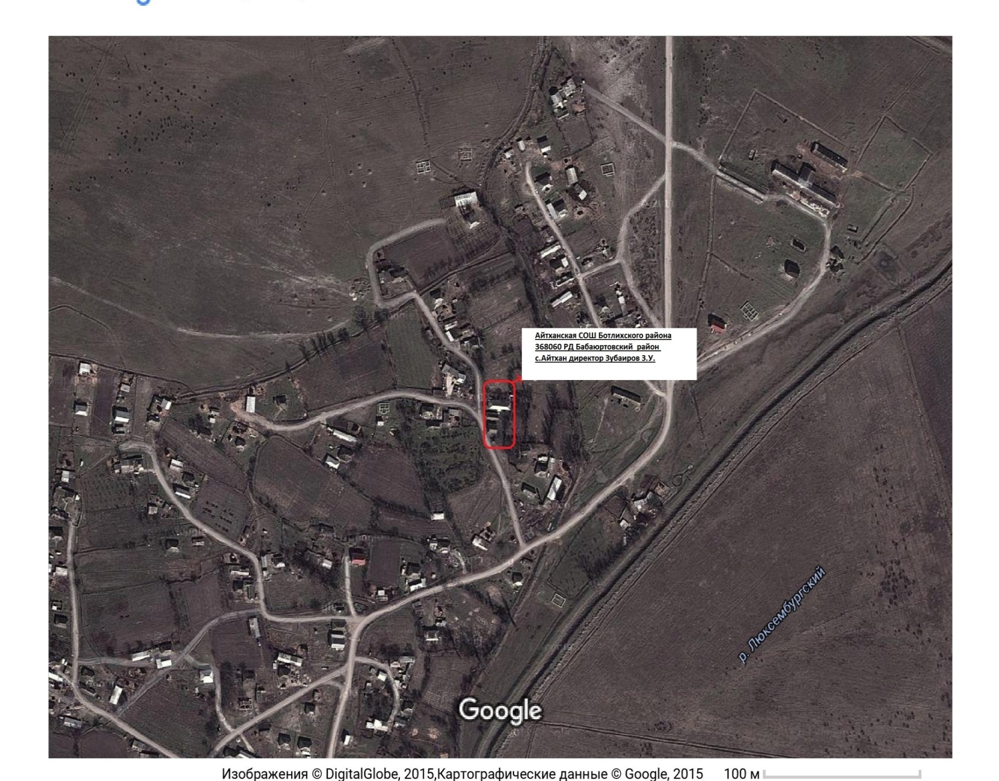 Айтханская СОШ Ботлихского района
368060 РД Бабаюртовский район
с.Айтхан директор Зубаиров З.У.
р. Люксембургский
Google
Изображения © DigitalGlobe, 2015,Картографические данные © Google, 2015 100 м